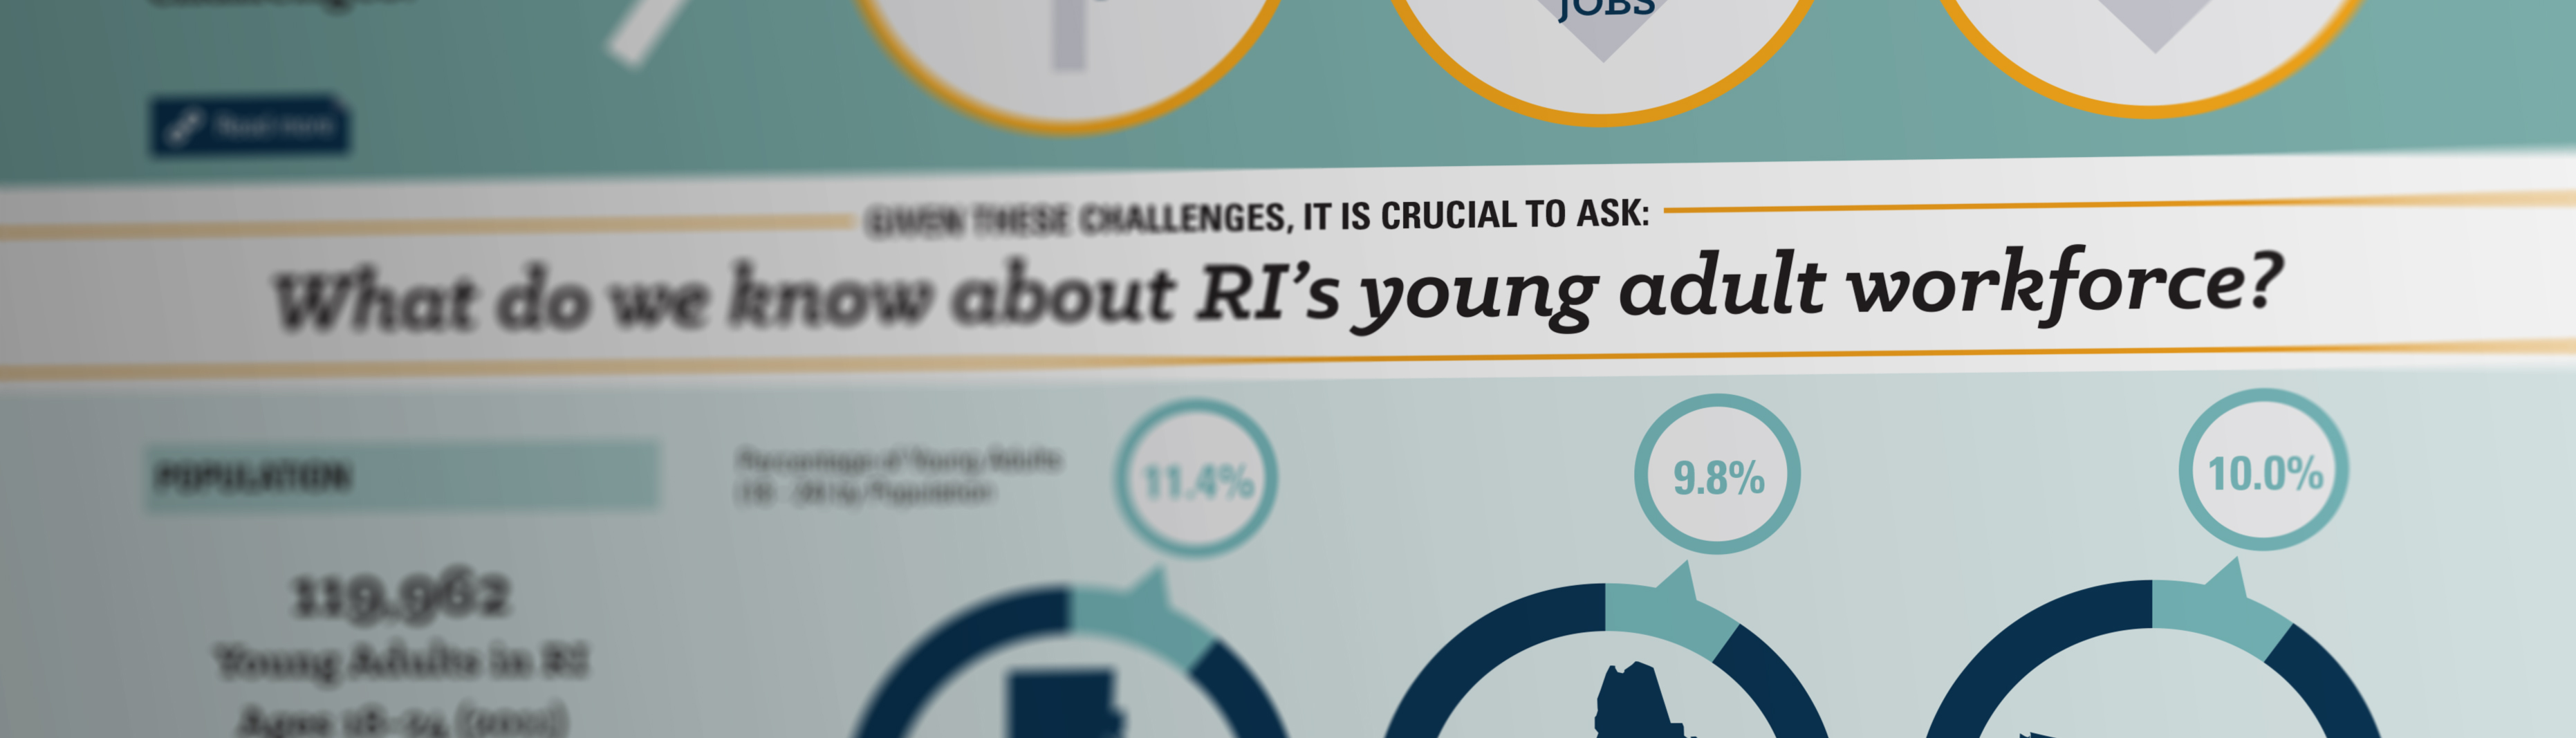 JOBS
Read more
GIVEN THESE CHALLENGES, IT IS CRUCIAL TO ASK:
What do we know about RI's young adult workforce?
POPULATION
Percentage of Young Adults
(18 - 24) by Population
11.4%
9.8%
10.0%
119,962
Young Adults in RI
Ages 18-24 (2011)